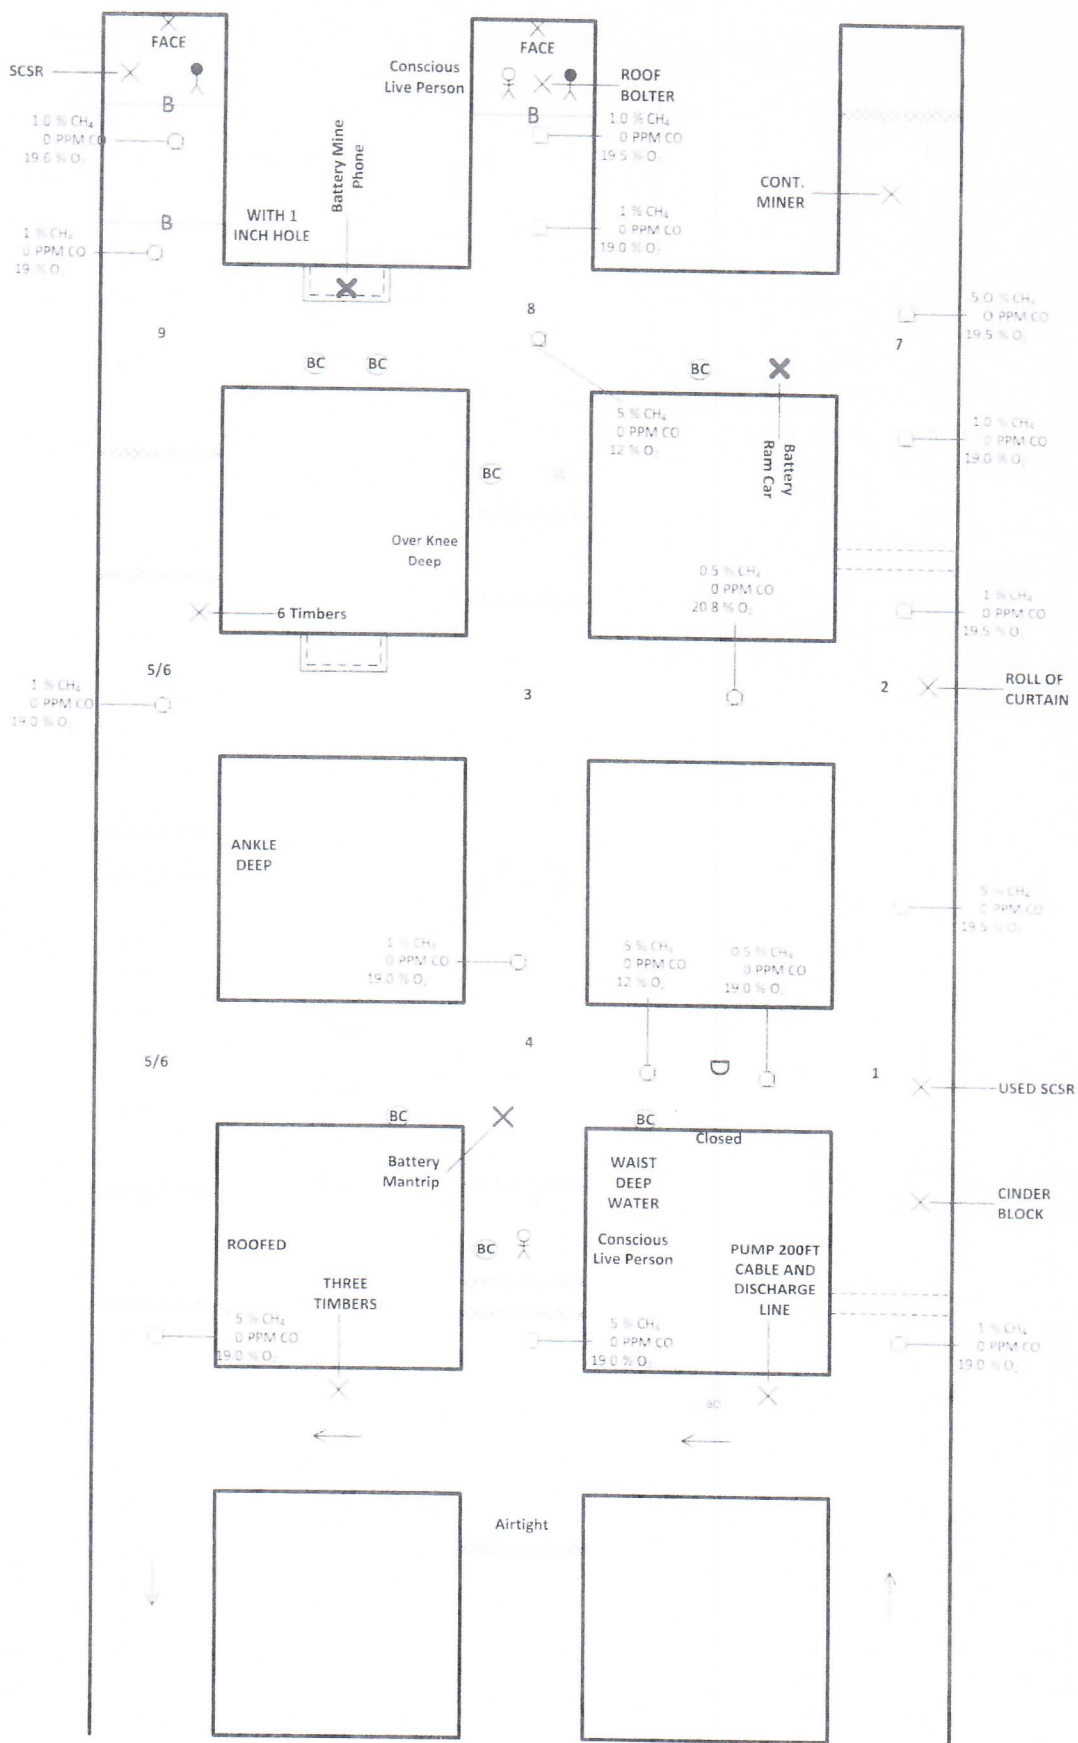 FACE
FACE
SCSR
Conscious
Live Person
ROOF
BOLTER
B
B
1.0 % CH₄
0 PPM CO
19.6 % O₂
1.0 % CH₄
0 PPM CO
19.5 % O₂
Battery Mine
Phone
CONT.
MINER
B
WITH 1
INCH HOLE
1 % CH₄
0 PPM CO
19 % O₂
1 % CH₄
0 PPM CO
19.0 % O₂
5.0 % CH₄
0 PPM CO
19.5 % O₂
9
8
7
BC
BC
BC
5 % CH₄
0 PPM CO
12 % O₂
Battery
Ram Car
1.0 % CH₄
0 PPM CO
19.0 % O₂
BC
Over Knee
Deep
0.5 % CH₄
0 PPM CO
20.8 % O₂
6 Timbers
1 % CH₄
0 PPM CO
19.5 % O
5/6
3
2
ROLL OF
CURTAIN
1 % CH₄
0 PPM CO
19.0 % O₂
ANKLE
DEEP
1 % CH₄
0 PPM CO
19.0 % O₂
5 % CH₄
0 PPM CO
12 % O₂
0.5 % CH₄
0 PPM CO
19.0 % O₂
5 % CH₄
0 PPM CO
19.5 % O₂
5/6
4
D
1
USED SCSR
BC
BC
Closed
Battery
Mantrip
WAIST
DEEP
WATER
CINDER
BLOCK
ROOFED
BC
Conscious
Live Person
PUMP 200FT
CABLE AND
DISCHARGE
LINE
THREE
TIMBERS
5 % CH₄
0 PPM CO
19.0 % O₂
5 % CH₄
0 PPM CO
19.0 % O₂
1 % CH₄
0 PPM CO
19.0 % O₂
BC
Airtight